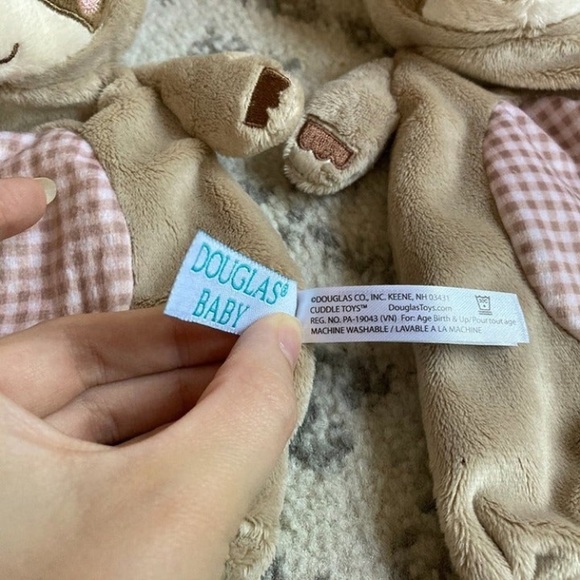 DOUGLAS®
BABY
©DOUGLAS CO., INC. KEENE, NH 03431
CUDDLE TOYS™ DouglasToys.com
REG. NO. PA-19043 (VN) For: Age Birth & Up/Pour tout age
MACHINE WASHABLE / LAVABLE A LA MACHINE